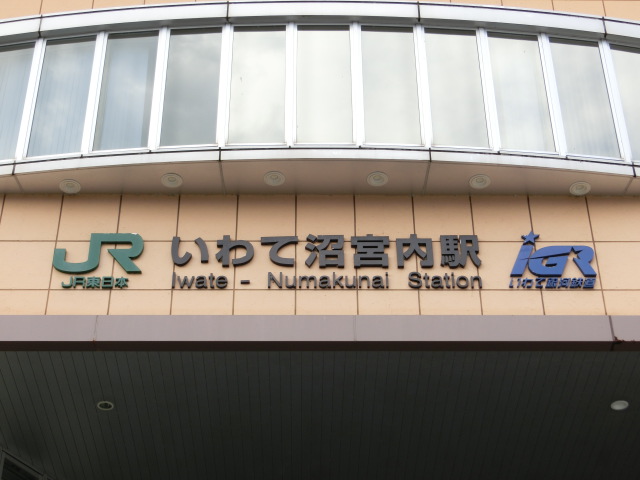 JR
JR東日本
いわて沼宮内駅
Iwate - Numakunai Station
IGR
いわて銀河鉄道